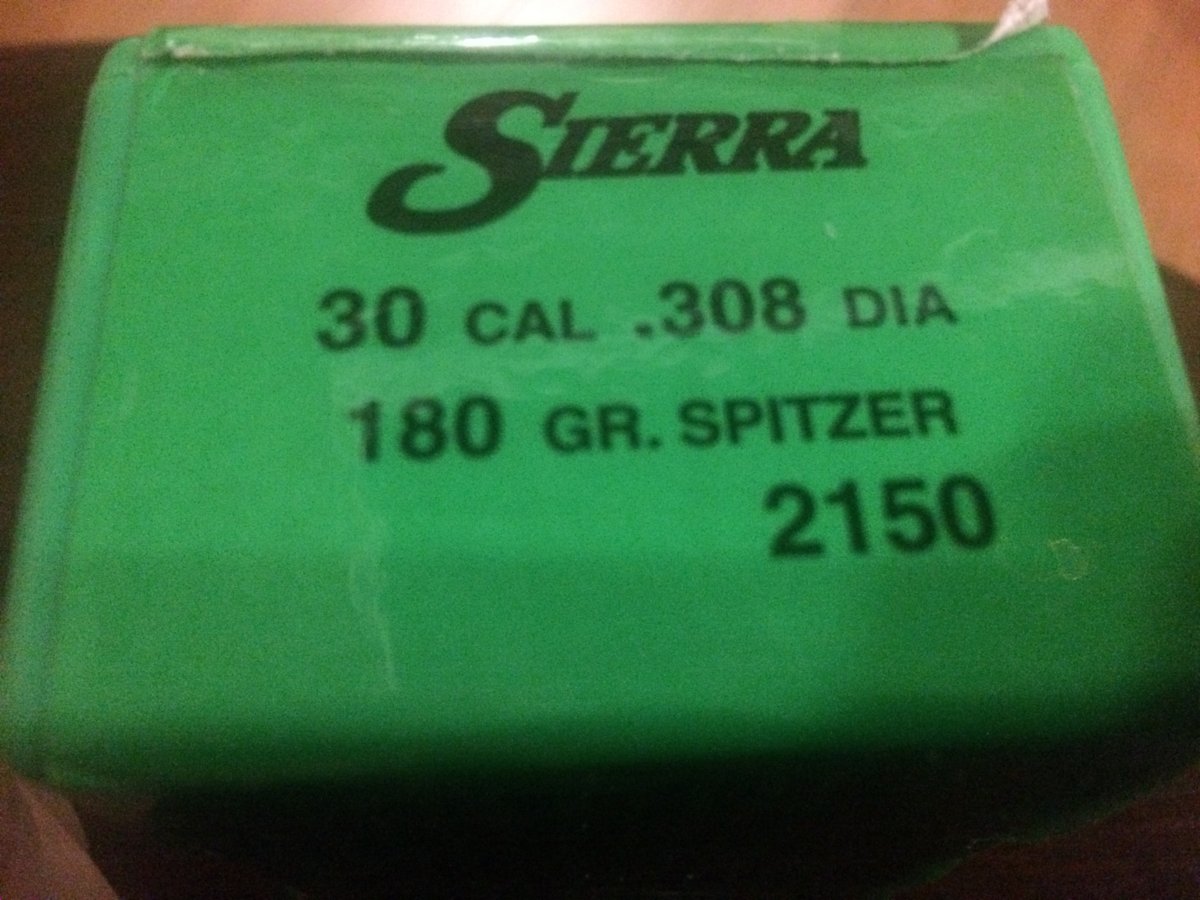 SIERRA
30 CAL .308 DIA
180 GR. SPITZER
2150